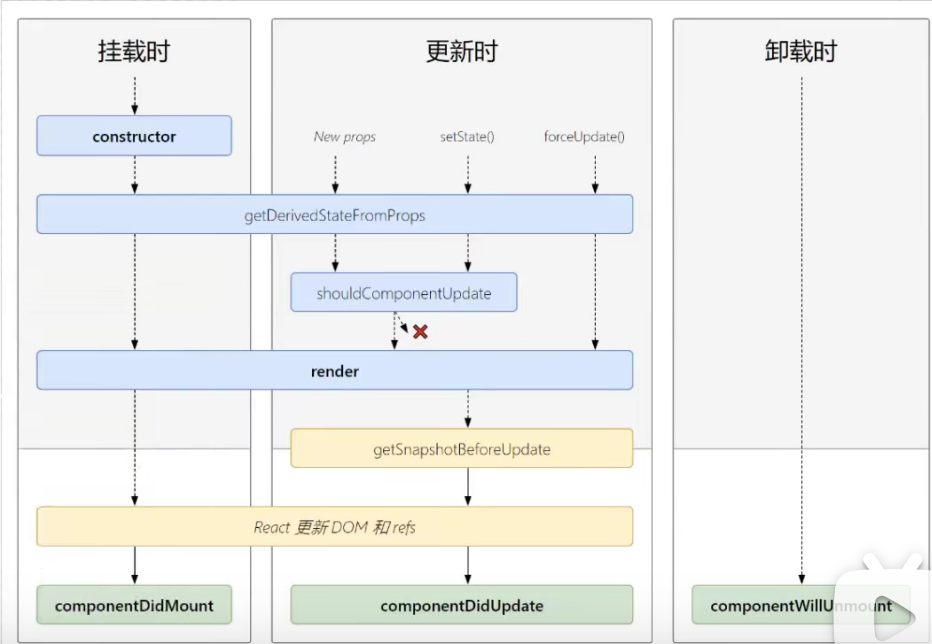 挂载时
更新时
卸载时
constructor
New props
setState()
forceUpdate()
getDerivedStateFromProps
shouldComponentUpdate
render
getSnapshotBeforeUpdate
React 更新 DOM 和 refs
componentDidMount
componentDidUpdate
componentWillUnmount